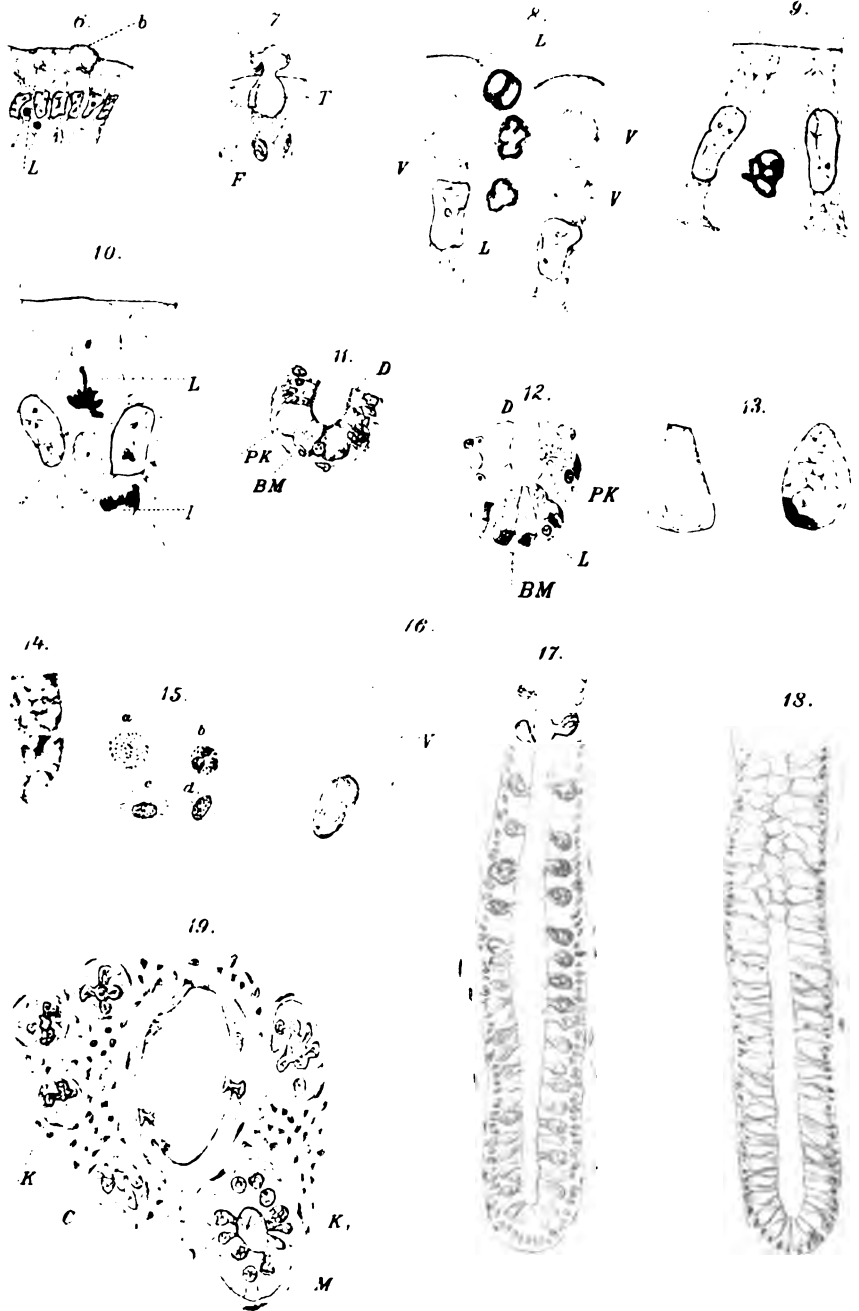 6. b 7 8. 9.
L
T
L F V V V
L
10.
11. D
L
D 12. 13.
PK
BM PK
l
L
BM
16.
14. 17.
15. 18.
a b V
c d
19.
K C K,
M